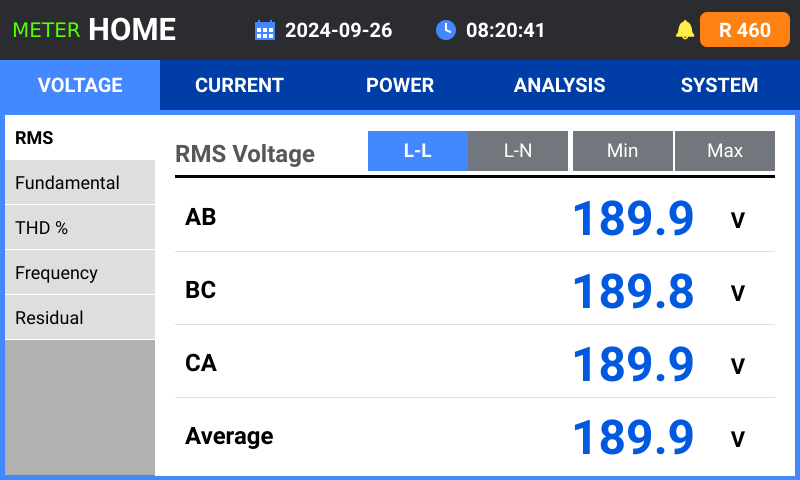 METER HOME 2024-09-26 08:20:41 R 460
VOLTAGE CURRENT POWER ANALYSIS SYSTEM
RMS
Fundamental
THD %
Frequency
Residual
RMS Voltage L-L L-N Min Max
AB 189.9 V
BC 189.8 V
CA 189.9 V
Average 189.9 V